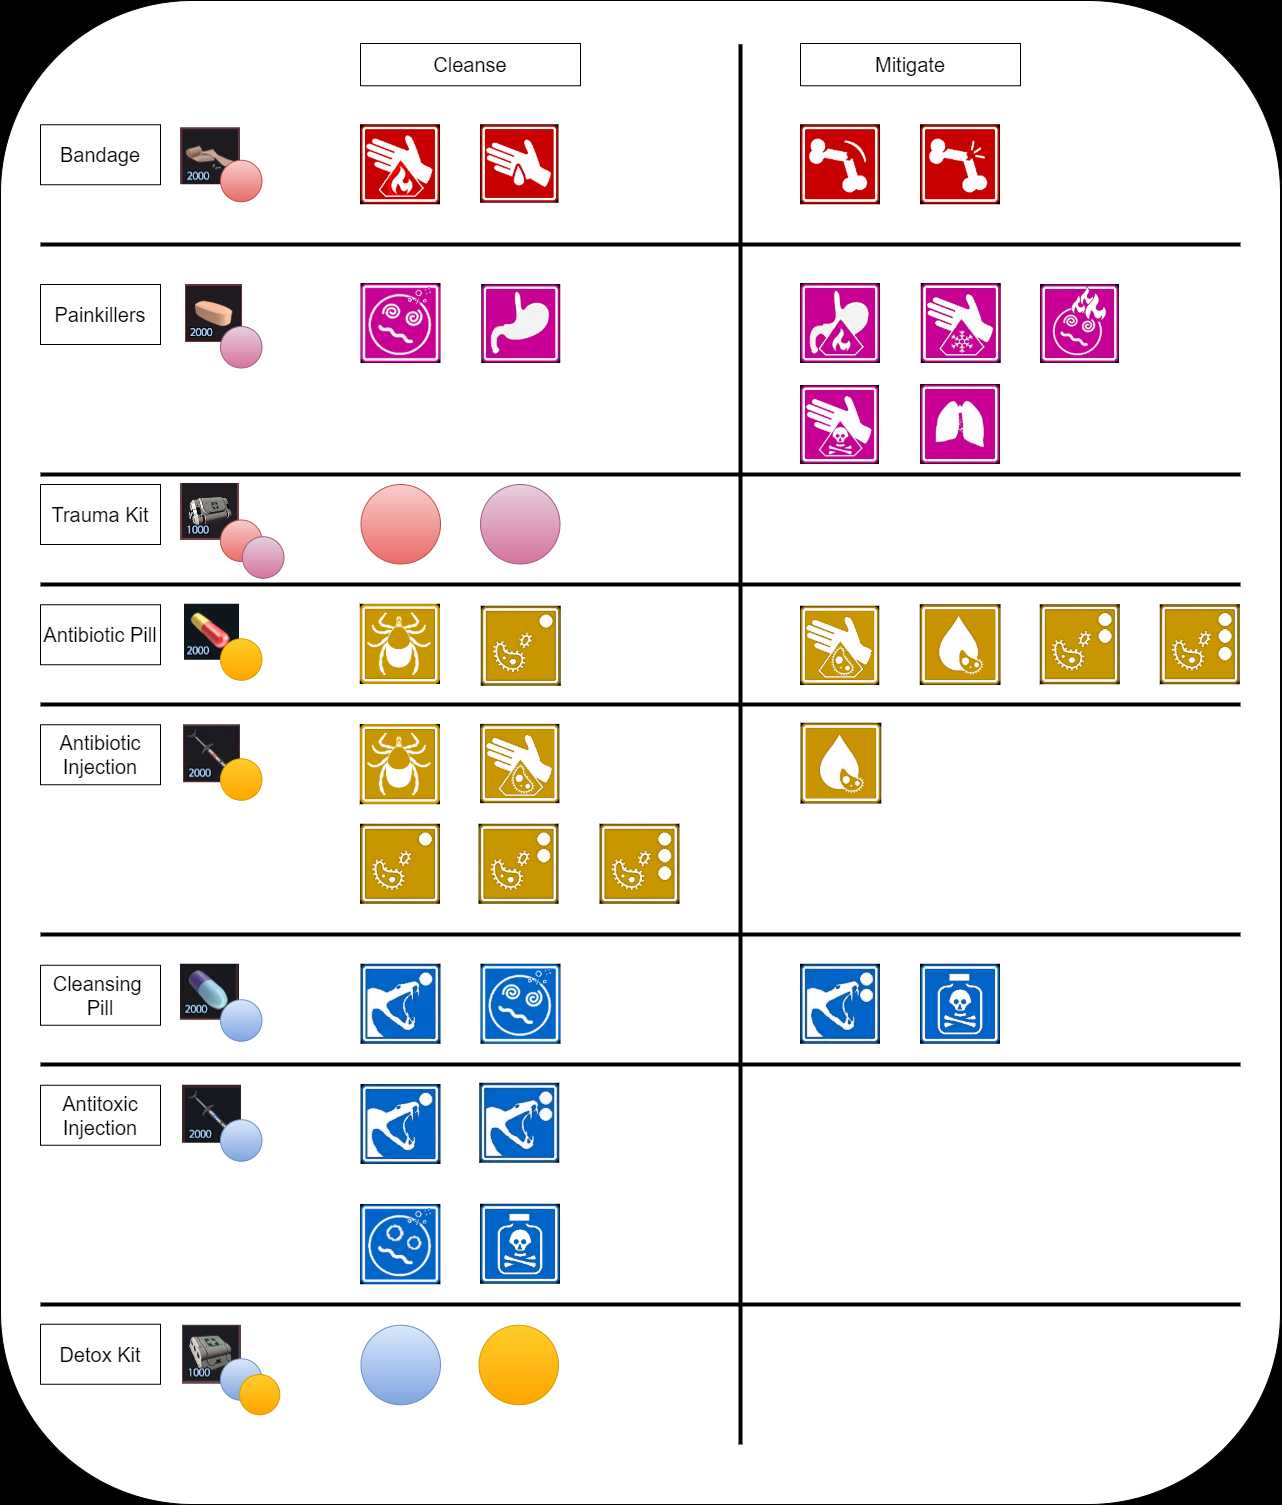 Cleanse
Mitigate
Bandage
2000
Painkillers
2000
Trauma Kit
1000
Antibiotic Pill
2000
Antibiotic
Injection
2000
Cleansing
Pill
2000
Antitoxic
Injection
2000
Detox Kit
1000